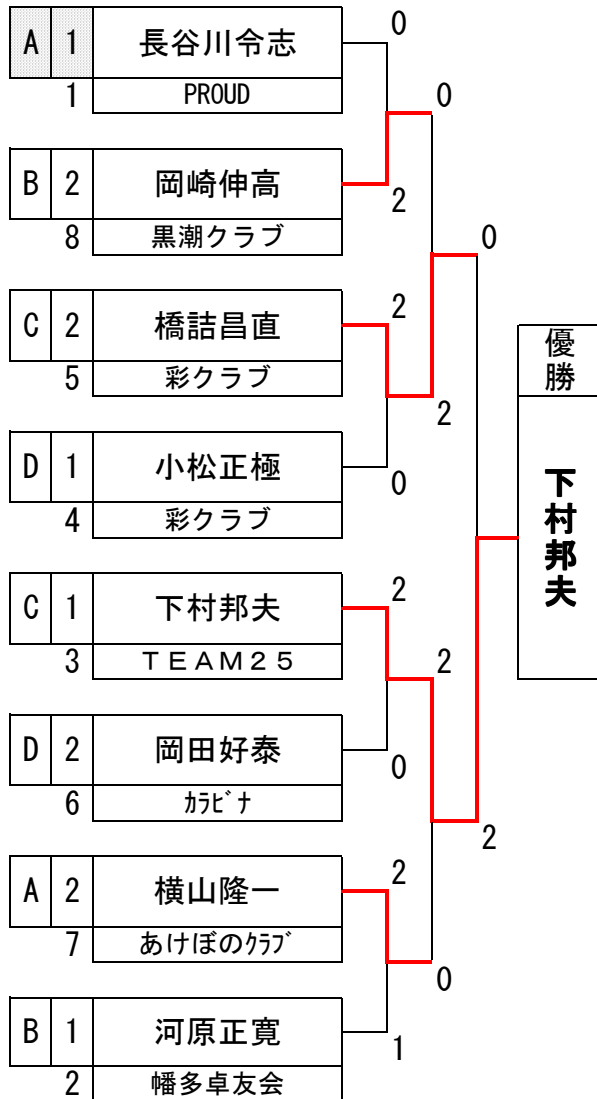 A 1 長谷川令志 0
1 PROUD
0
B 2 岡崎伸高 2
8 黒潮クラブ
0
C 2 橋詰昌直 2
5 彩クラブ
2
D 1 小松正極 0
4 彩クラブ
優勝
下村邦夫
C 1 下村邦夫 2
3 ＴＥＡＭ２５
2
D 2 岡田好泰 0
6 ｶﾗﾋﾞﾅ
2
A 2 横山隆一 2
7 あけぼのｸﾗﾌﾞ
0
B 1 河原正寛 1
2 幡多卓友会